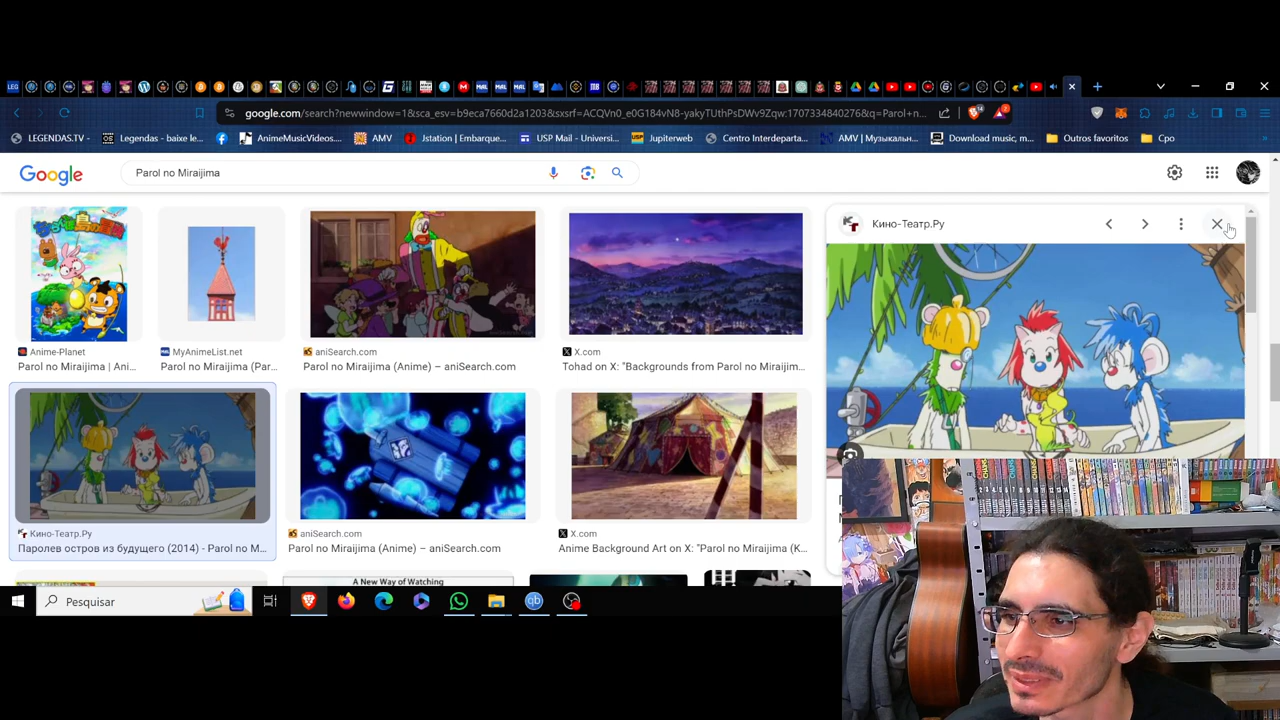 google.com/search?newwindow=1&sca_esv=b9eca7660d2a1203&sxsrf=ACQVn0_e0G184vN8-yakyTUthPsDWv9Zqw:1707334840276&q=Parol+n...
LEGENDAS.TV -
Legendas - baixe le...
AnimeMusicVideos....
AMV
Jstation | Embarque...
USP Mail - Universi...
Jupiterweb
Centro Interdeparta...
AMV | Музыкальн...
Download music, m...
Outros favoritos
Cpo
Google
Parol no Miraijima
Кино-Театр.Ру
Anime-Planet
Parol no Miraijima | Ani...
MyAnimeList.net
Parol no Miraijima (Par...
aniSearch.com
Parol no Miraijima (Anime) – aniSearch.com
X.com
Tohad on X: "Backgrounds from Parol no Miraijim...
Кино-Театр.Ру
Паролев остров из будущего (2014) - Parol no M...
aniSearch.com
Parol no Miraijima (Anime) – aniSearch.com
X.com
Anime Background Art on X: "Parol no Miraijima (K...
A New Way of Watching
Pesquisar